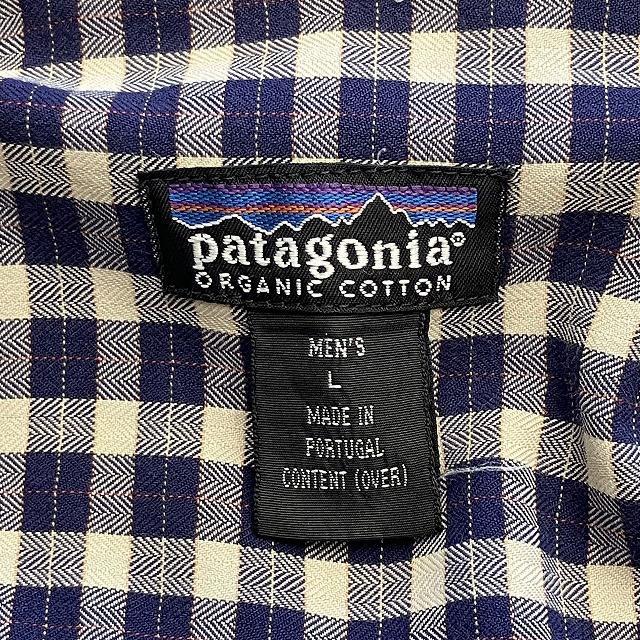 patagonia®
ORGANIC COTTON
MEN'S
L
MADE IN
PORTUGAL
CONTENT (OVER)